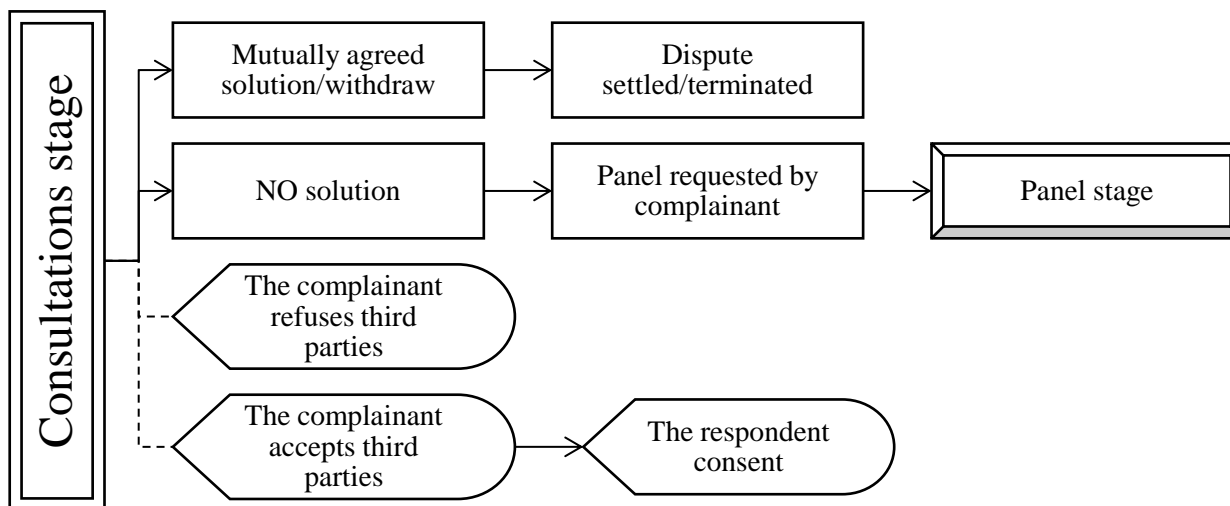 Consultations stage
Mutually agreed
solution/withdraw
Dispute
settled/terminated
NO solution
Panel requested by
complainant
Panel stage
The complainant
refuses third
parties
The complainant
accepts third
parties
The respondent
consent